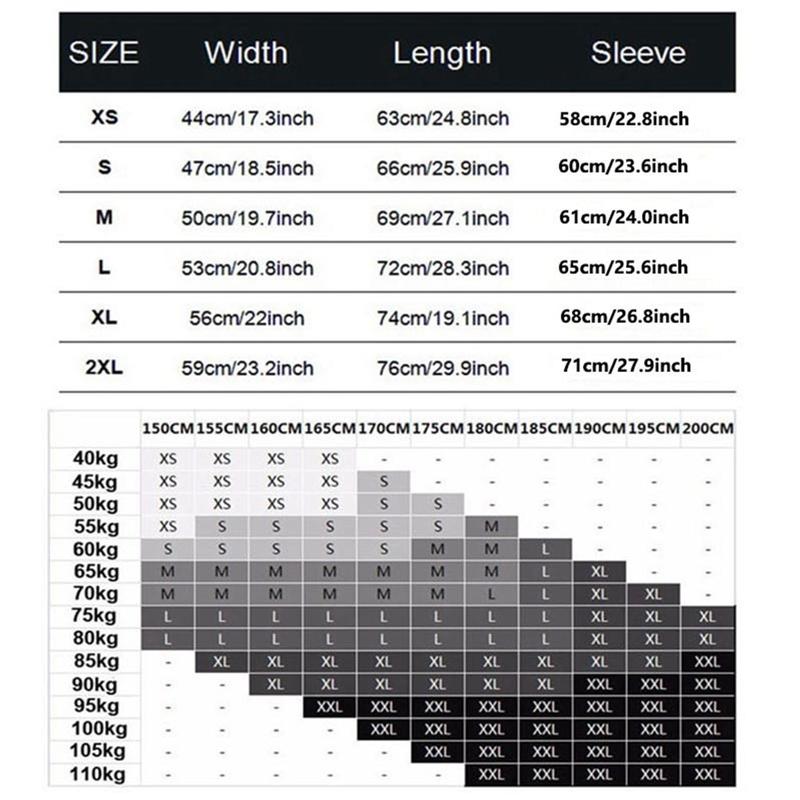 SIZE Width Length Sleeve
XS 44cm/17.3inch 63cm/24.8inch 58cm/22.8inch
S 47cm/18.5inch 66cm/25.9inch 60cm/23.6inch
M 50cm/19.7inch 69cm/27.1inch 61cm/24.0inch
L 53cm/20.8inch 72cm/28.3inch 65cm/25.6inch
XL 56cm/22inch 74cm/19.1inch 68cm/26.8inch
2XL 59cm/23.2inch 76cm/29.9inch 71cm/27.9inch
150CM 155CM 160CM 165CM 170CM 175CM 180CM 185CM 190CM 195CM 200CM
40kg XS XS XS XS - - - - - - -
45kg XS XS XS XS S - - - - - -
50kg XS XS XS XS S S - - - - -
55kg XS S S S S S M - - - -
60kg S S S S S M M L - - -
65kg M M M M M M M L XL - -
70kg M M M M M M L L XL XL -
75kg L L L L L L L L XL XL XL
80kg L L L L L L L L XL XL XL
85kg - XL XL XL XL XL XL XL XL XL XXL
90kg - - XL XL XL XL XL XL XXL XXL XXL
95kg - - - XXL XXL XXL XXL XXL XXL XXL XXL
100kg - - - - XXL XXL XXL XXL XXL XXL XXL
105kg - - - - - XXL XXL XXL XXL XXL XXL
110kg - - - - - - XXL XXL XXL XXL XXL